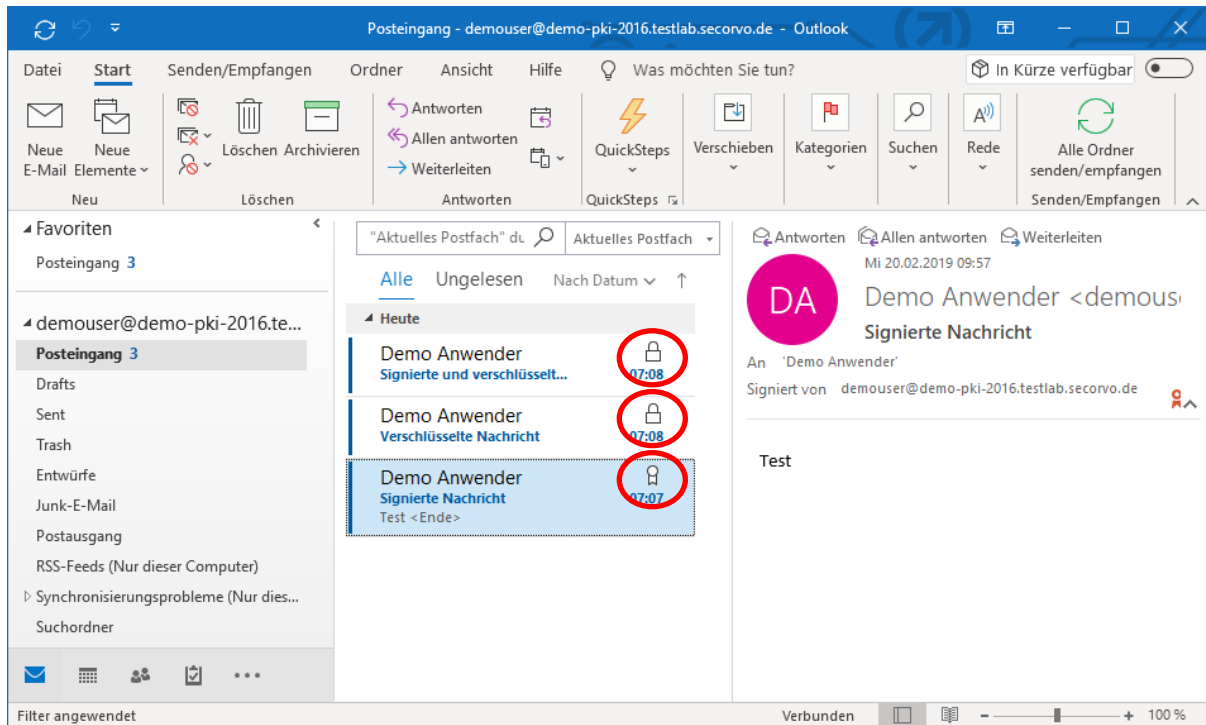 Posteingang - demouser@demo-pki-2016.testlab.secorvo.de - Outlook
Datei Start Senden/Empfangen Ordner Ansicht Hilfe Was möchten Sie tun? In Kürze verfügbar
Neue E-Mail
Neue Elemente
Neu
Löschen Archivieren
Löschen
Antworten
Allen antworten
Weiterleiten
Antworten
QuickSteps
QuickSteps
Verschieben
Kategorien
Suchen
Rede
Alle Ordner senden/empfangen
Senden/Empfangen
Favoriten
Posteingang 3
demouser@demo-pki-2016.te...
Posteingang 3
Drafts
Sent
Trash
Entwürfe
Junk-E-Mail
Postausgang
RSS-Feeds (Nur dieser Computer)
Synchronisierungsprobleme (Nur dies...
Suchordner
"Aktuelles Postfach" du Aktuelles Postfach
Alle Ungelesen Nach Datum
Heute
Demo Anwender
Signierte und verschlüsselt... 07:08
Demo Anwender
Verschlüsselte Nachricht 07:08
Demo Anwender
Signierte Nachricht 07:07
Test <Ende>
Antworten Allen antworten Weiterleiten
Mi 20.02.2019 09:57
DA
Demo Anwender <demous
Signierte Nachricht
An 'Demo Anwender'
Signiert von demouser@demo-pki-2016.testlab.secorvo.de
Test
Filter angewendet Verbunden 100 %